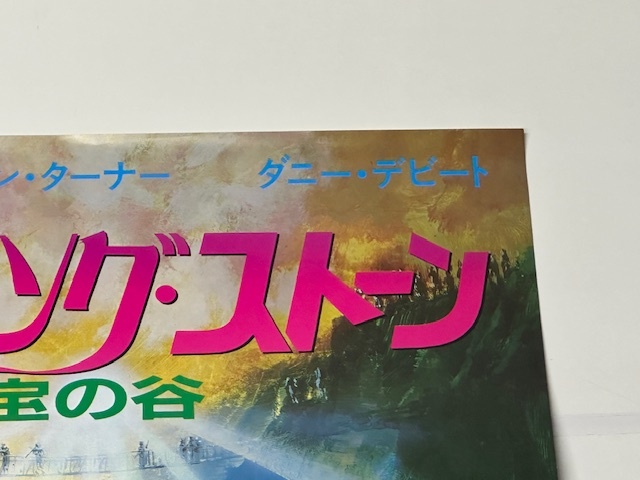 ン・ターナー ダニー・デビート
ング・ストーン
宝の谷